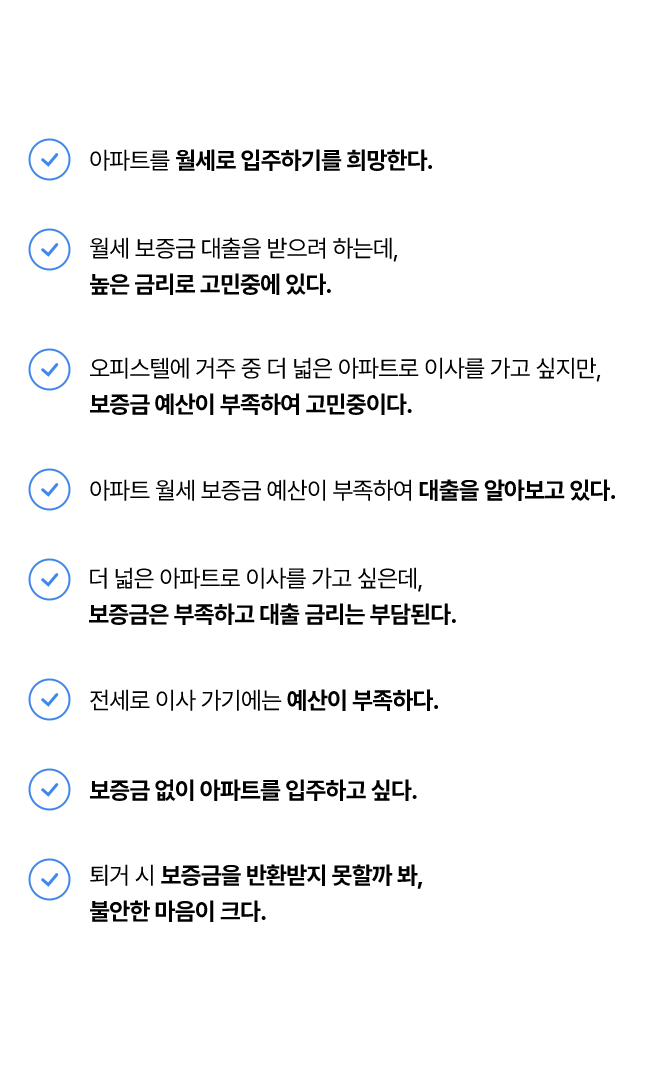 아파트를 월세로 입주하기를 희망한다.
월세 보증금 대출을 받으려 하는데,
높은 금리로 고민중에 있다.
오피스텔에 거주 중 더 넓은 아파트로 이사를 가고 싶지만,
보증금 예산이 부족하여 고민중이다.
아파트 월세 보증금 예산이 부족하여 대출을 알아보고 있다.
더 넓은 아파트로 이사를 가고 싶은데,
보증금은 부족하고 대출 금리는 부담된다.
전세로 이사 가기에는 예산이 부족하다.
보증금 없이 아파트를 입주하고 싶다.
퇴거 시 보증금을 반환받지 못할까 봐,
불안한 마음이 크다.